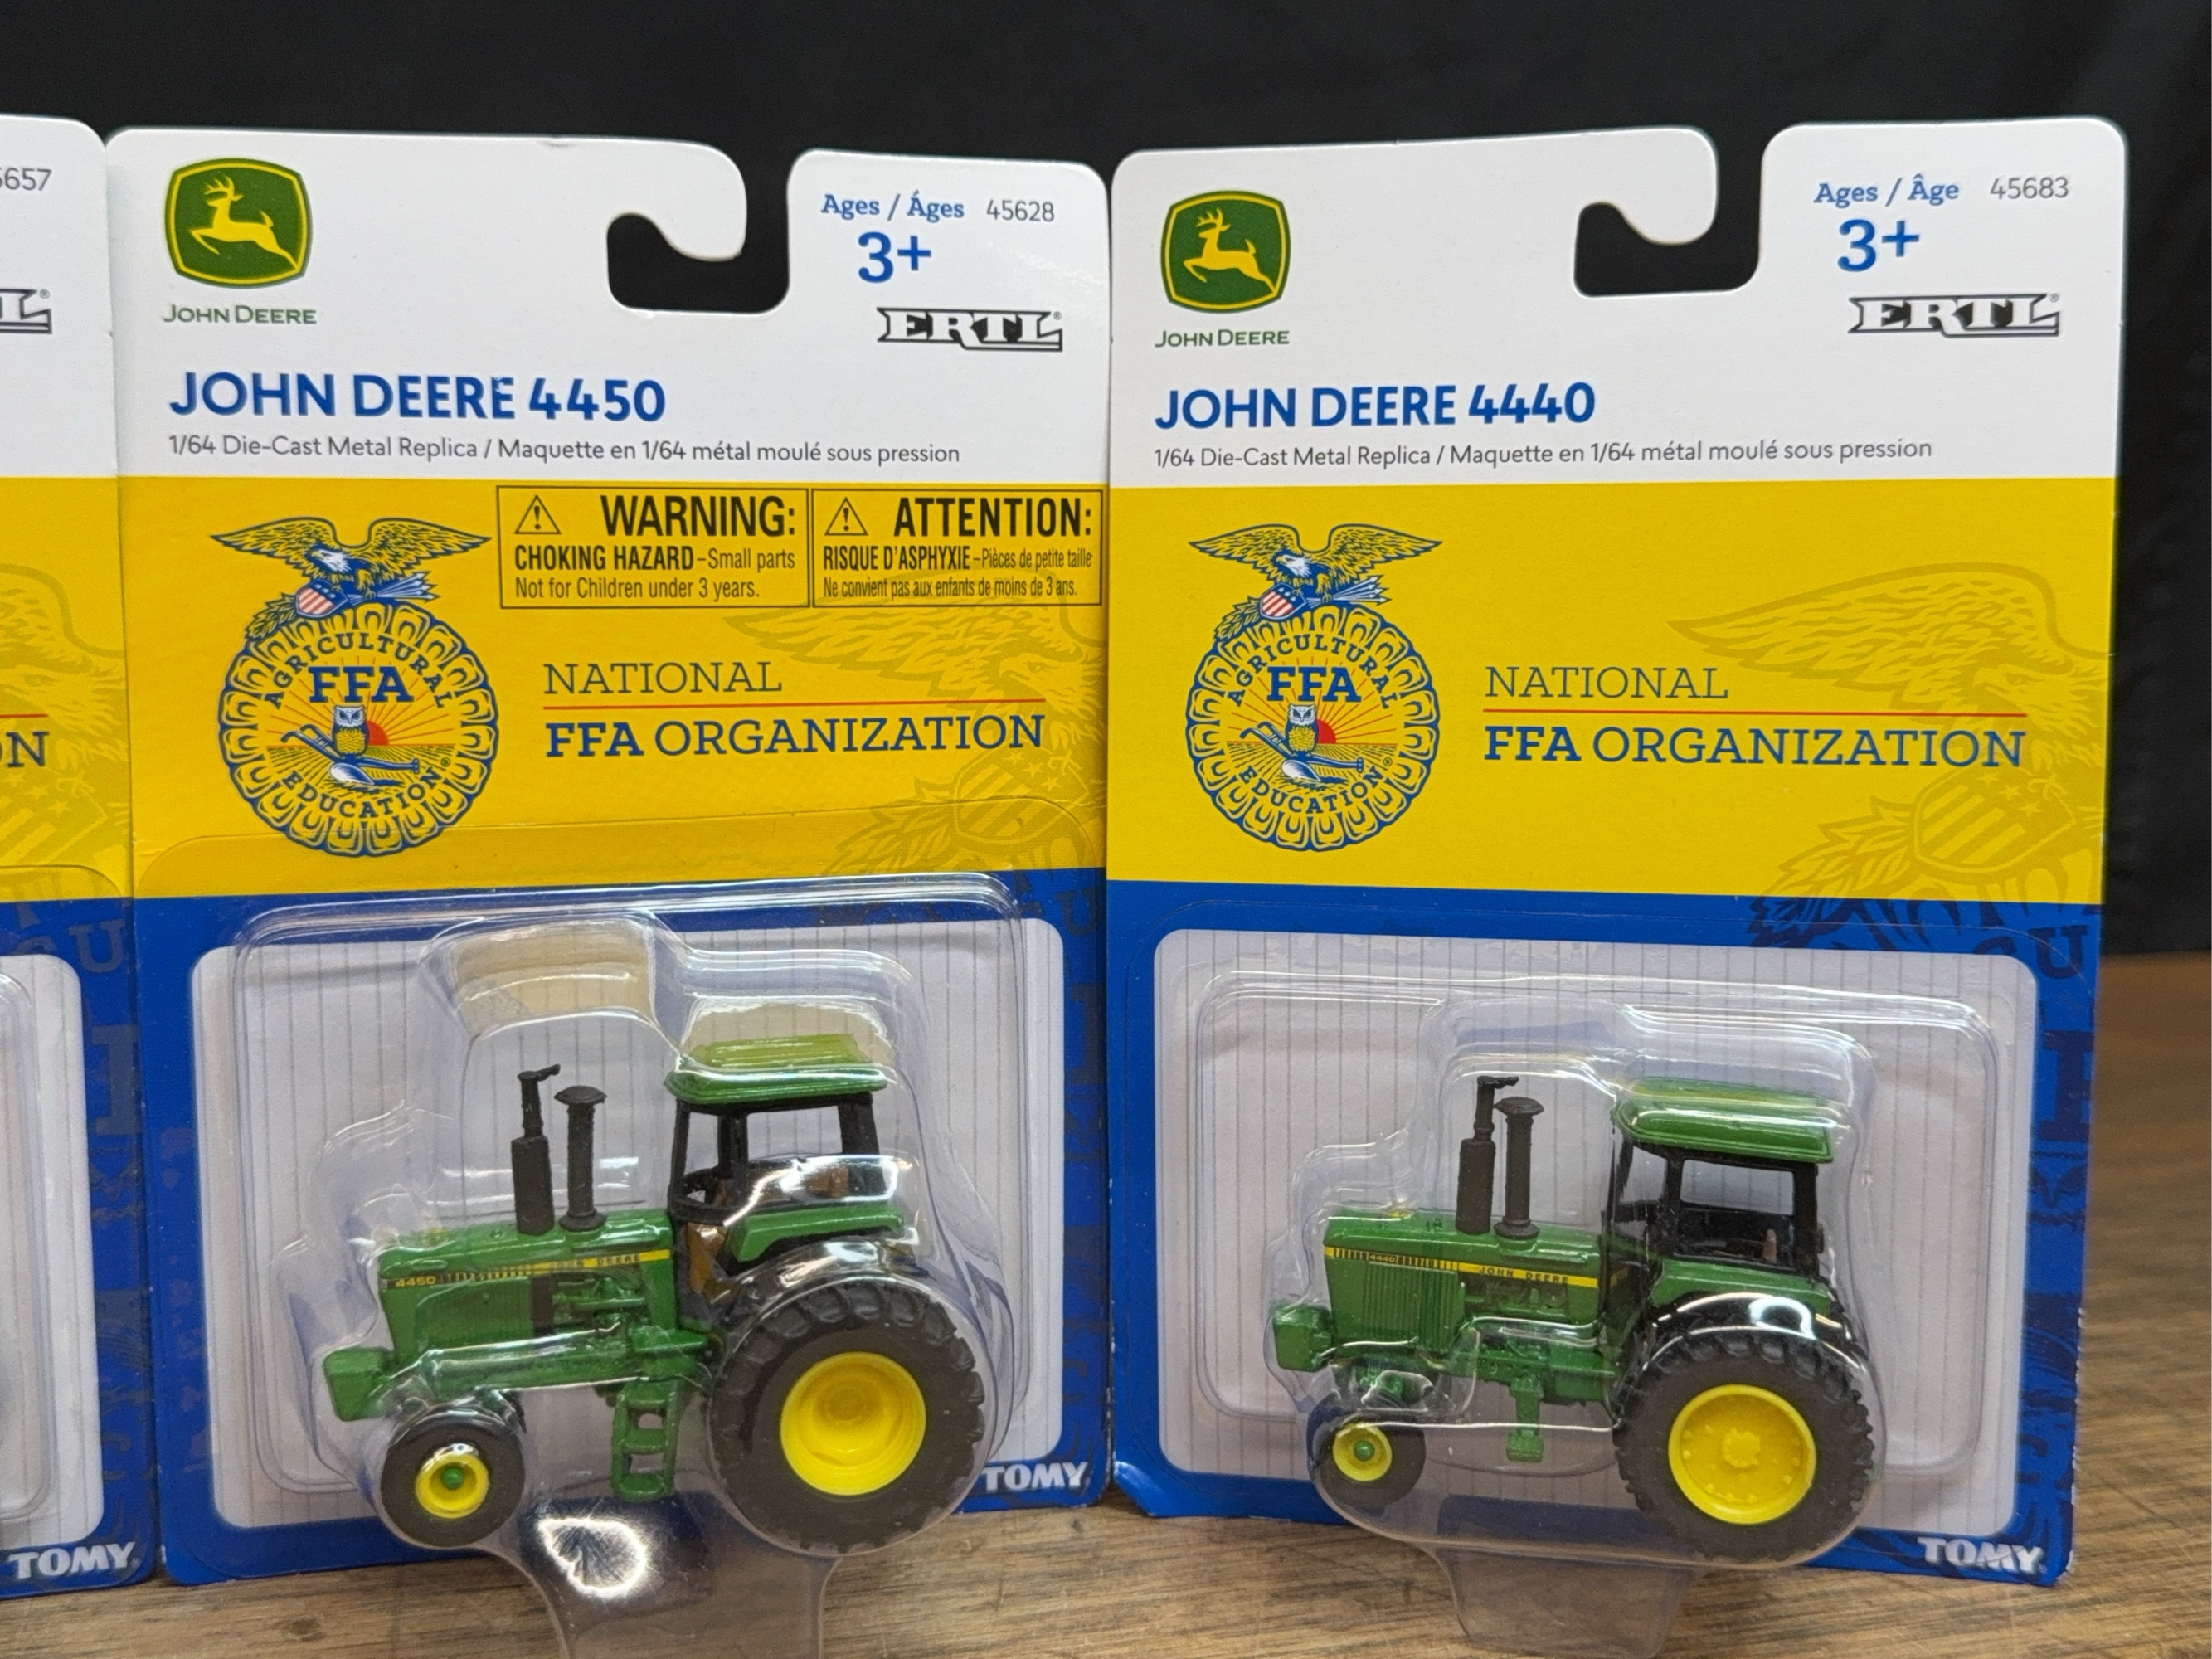 5657
ON
TOMY
JOHN DEERE
Ages / Áges 45628
3+
ERTL®
JOHN DEERE 4450
1/64 Die-Cast Metal Replica / Maquette en 1/64 métal moulé sous pression
WARNING:
CHOKING HAZARD–Small parts
Not for Children under 3 years.
ATTENTION:
RISQUE D'ASPHYXIE–Pièces de petite taille
Ne convient pas aux enfants de moins de 3 ans.
AGRICULTURAL
FFA
EDUCATION®
NATIONAL
FFA ORGANIZATION
4450
JOHN DEERE
TOMY
JOHN DEERE
Ages / Âge 45683
3+
ERTL®
JOHN DEERE 4440
1/64 Die-Cast Metal Replica / Maquette en 1/64 métal moulé sous pression
AGRICULTURAL
FFA
EDUCATION®
NATIONAL
FFA ORGANIZATION
4440
JOHN DEERE
TOMY